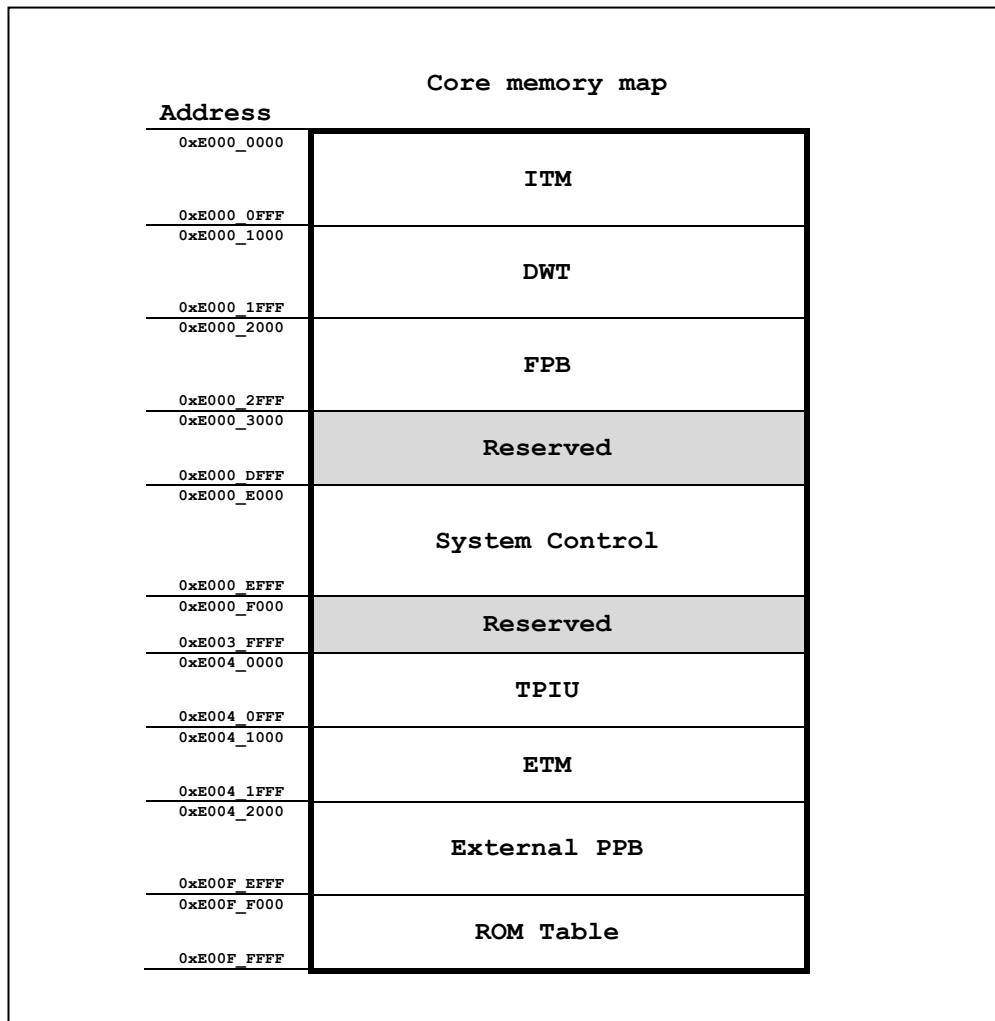 Core memory map
Address
0xE000_0000
ITM
0xE000_0FFF
0xE000_1000
DWT
0xE000_1FFF
0xE000_2000
FPB
0xE000_2FFF
0xE000_3000
Reserved
0xE000_DFFF
0xE000_E000
System Control
0xE000_EFFF
0xE000_F000
Reserved
0xE003_FFFF
0xE004_0000
TPIU
0xE004_0FFF
0xE004_1000
ETM
0xE004_1FFF
0xE004_2000
External PPB
0xE00F_EFFF
0xE00F_F000
ROM Table
0xE00F_FFFF